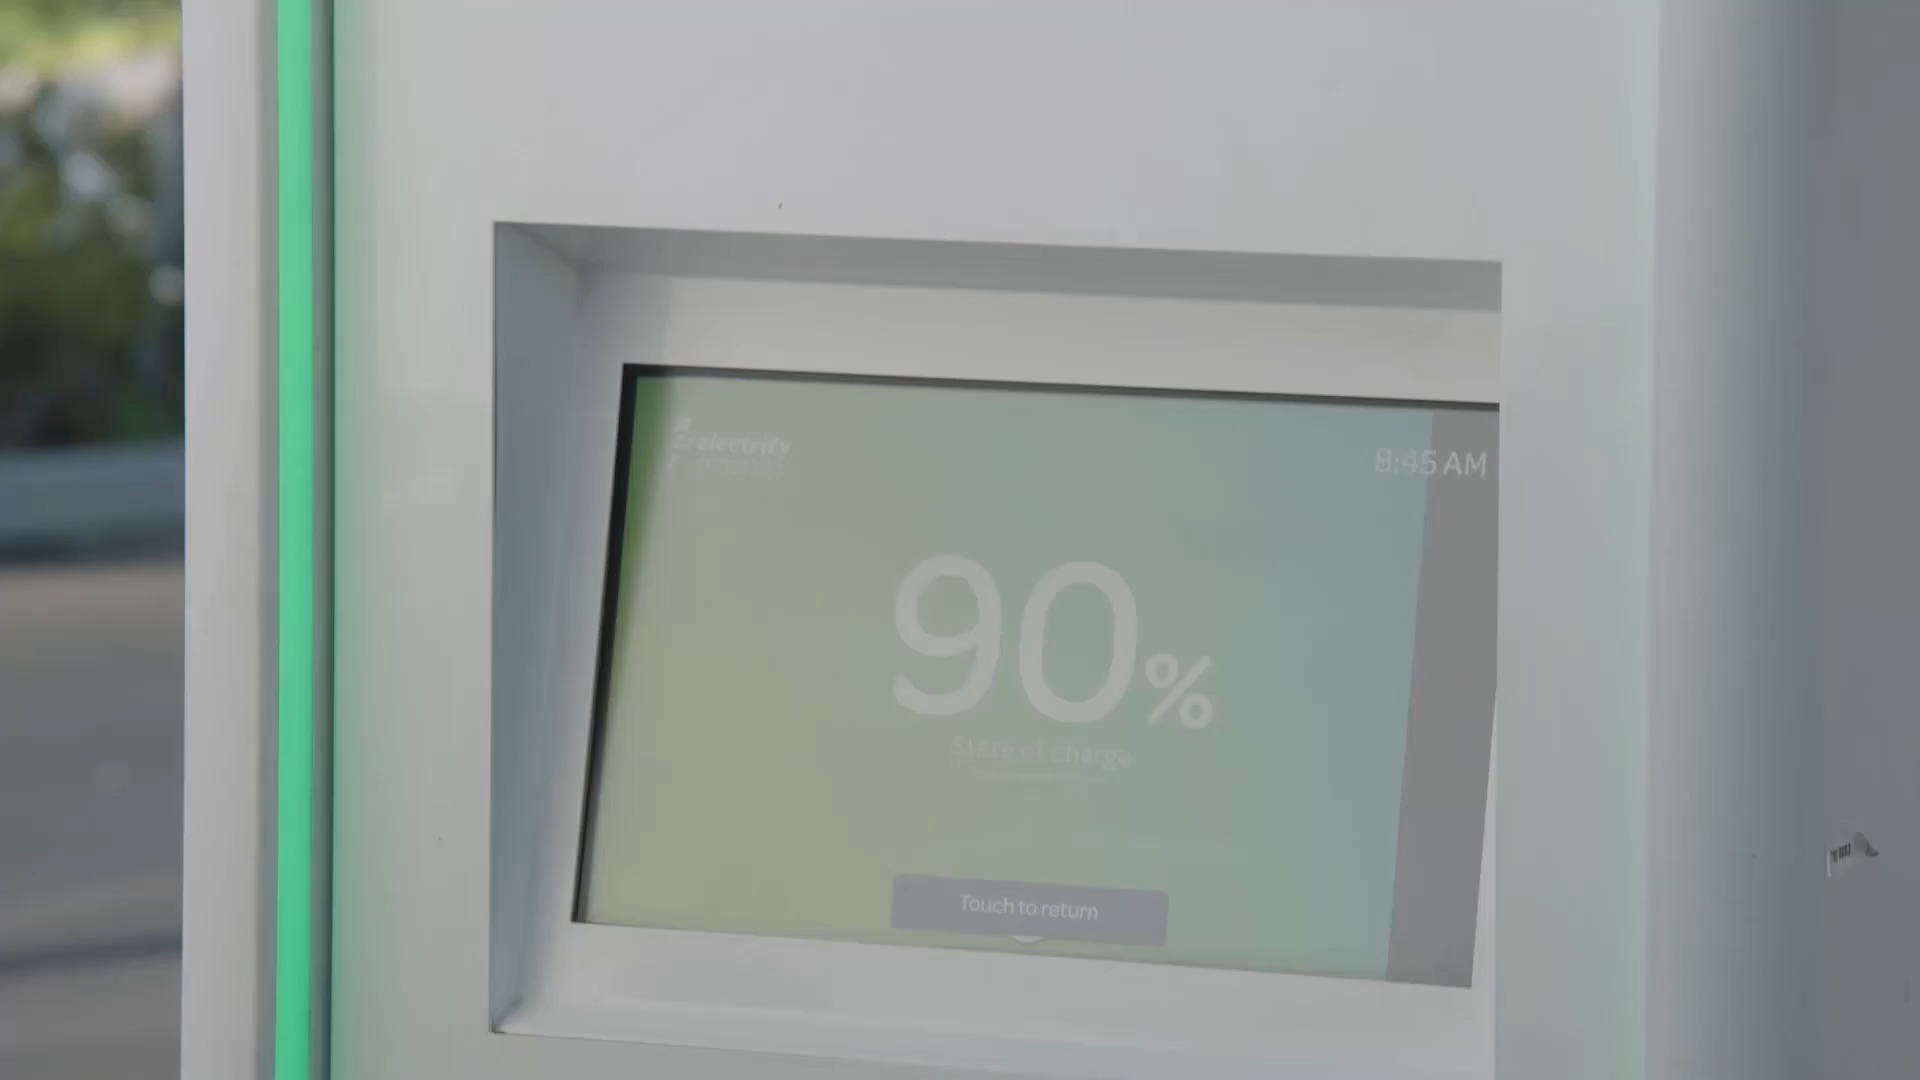 electrify
8:45 AM
90%
State of charge
Touch to return